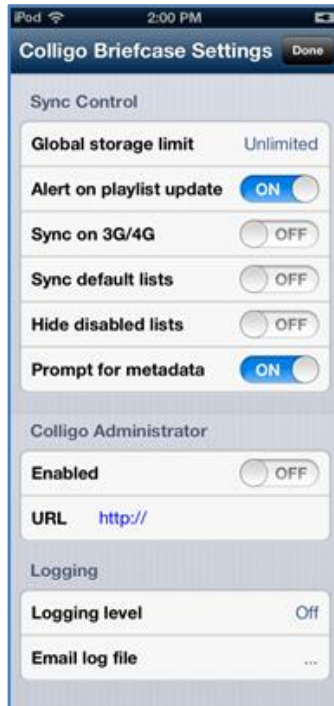 iPod 2:00 PM
Colligo Briefcase Settings Done
Sync Control
Global storage limit Unlimited
Alert on playlist update ON
Sync on 3G/4G OFF
Sync default lists OFF
Hide disabled lists OFF
Prompt for metadata ON
Colligo Administrator
Enabled OFF
URL http://
Logging
Logging level Off
Email log file ...